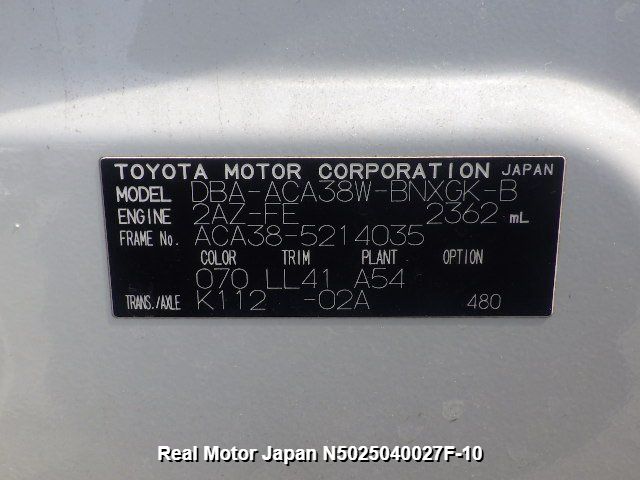 TOYOTA MOTOR CORPORATION JAPAN
MODEL DBA-ACA38W-BNXGK-B
ENGINE 2AZ-FE 2362 mL
FRAME No. ACA38-5214035
COLOR TRIM PLANT OPTION
070 LL41 A54
TRANS./AXLE K112 -02A 480
Real Motor Japan N5025040027F-10